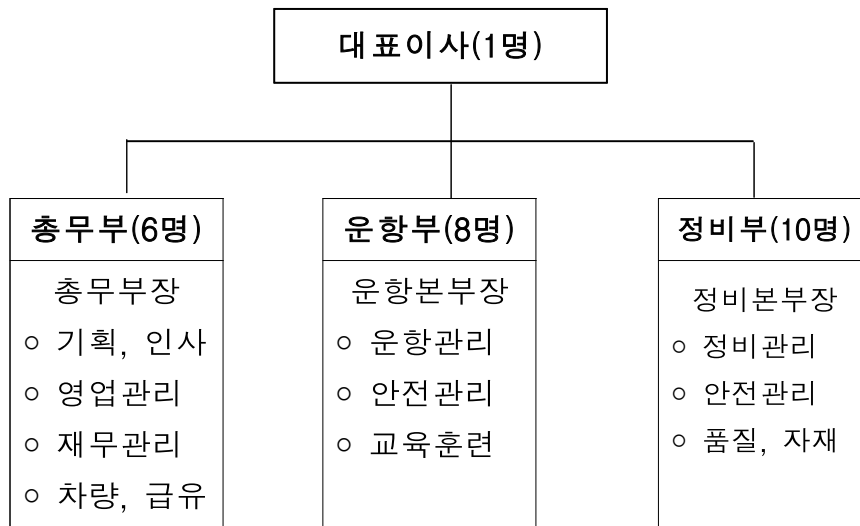 대표이사(1명)
총무부(6명)
총무부장
○ 기획, 인사
○ 영업관리
○ 재무관리
○ 차량, 급유
운항부(8명)
운항본부장
○ 운항관리
○ 안전관리
○ 교육훈련
정비부(10명)
정비본부장
○ 정비관리
○ 안전관리
○ 품질, 자재